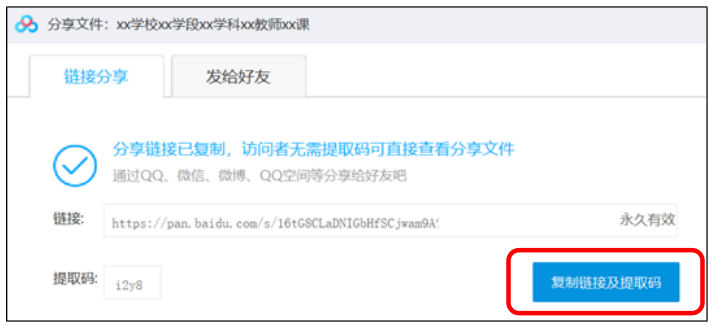 分享文件：xx学校xx学段xx学科xx教师xx课
链接分享
发给好友
分享链接已复制，访问者无需提取码可直接查看分享文件
通过QQ、微信、微博、QQ空间等分享给好友吧
链接: https://pan.baidu.com/s/16tG8CLaDNIGbHfSCjwam9A 永久有效
提取码: i2y8
复制链接及提取码